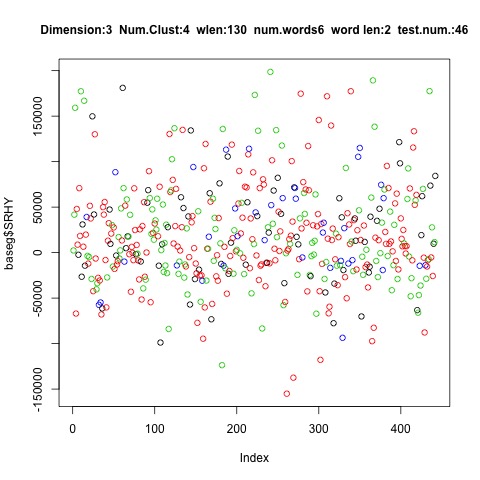 Dimension:3 Num.Clust:4 wlen:130 num.words6 word len:2 test.num.:46
baseg$SRHY
150000
50000
0
-50000
-150000
0 100 200 300 400
Index